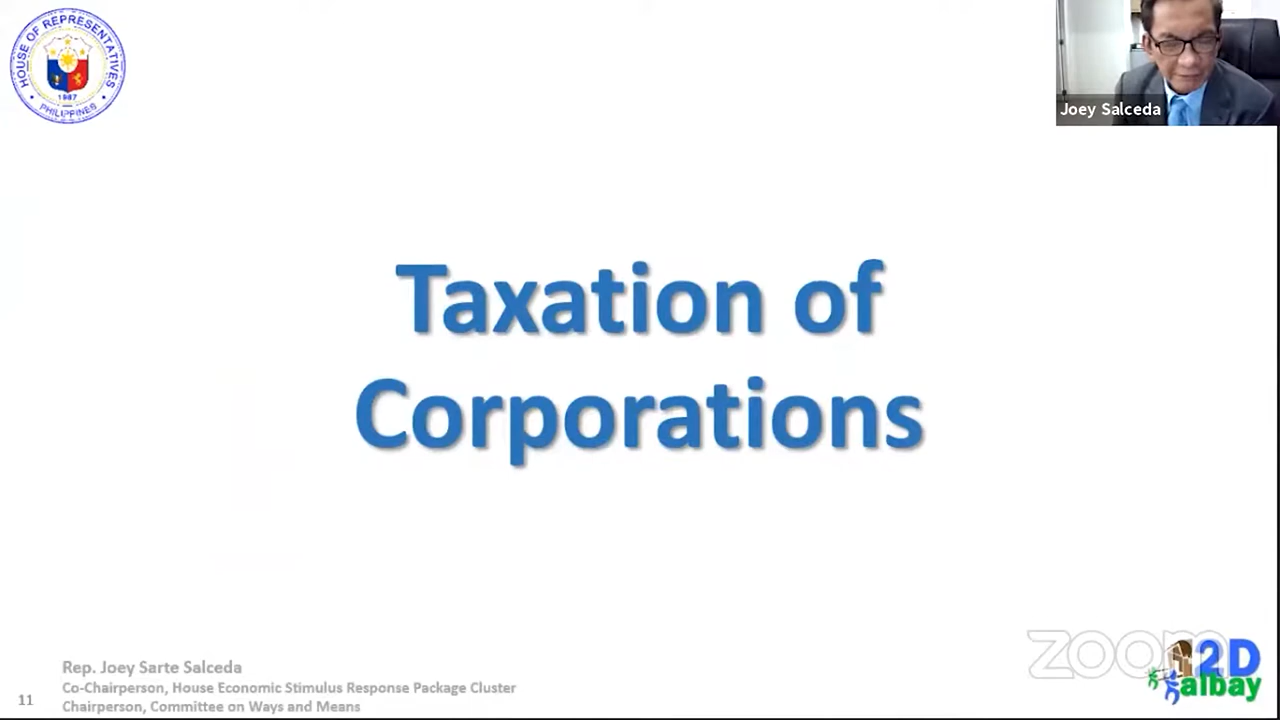 HOUSE OF REPRESENTATIVES
1987
PHILIPPINES
Joey Salceda
Taxation of
Corporations
Rep. Joey Sarte Salceda
Co-Chairperson, House Economic Stimulus Response Package Cluster
Chairperson, Committee on Ways and Means
11
zoom
2D
albay